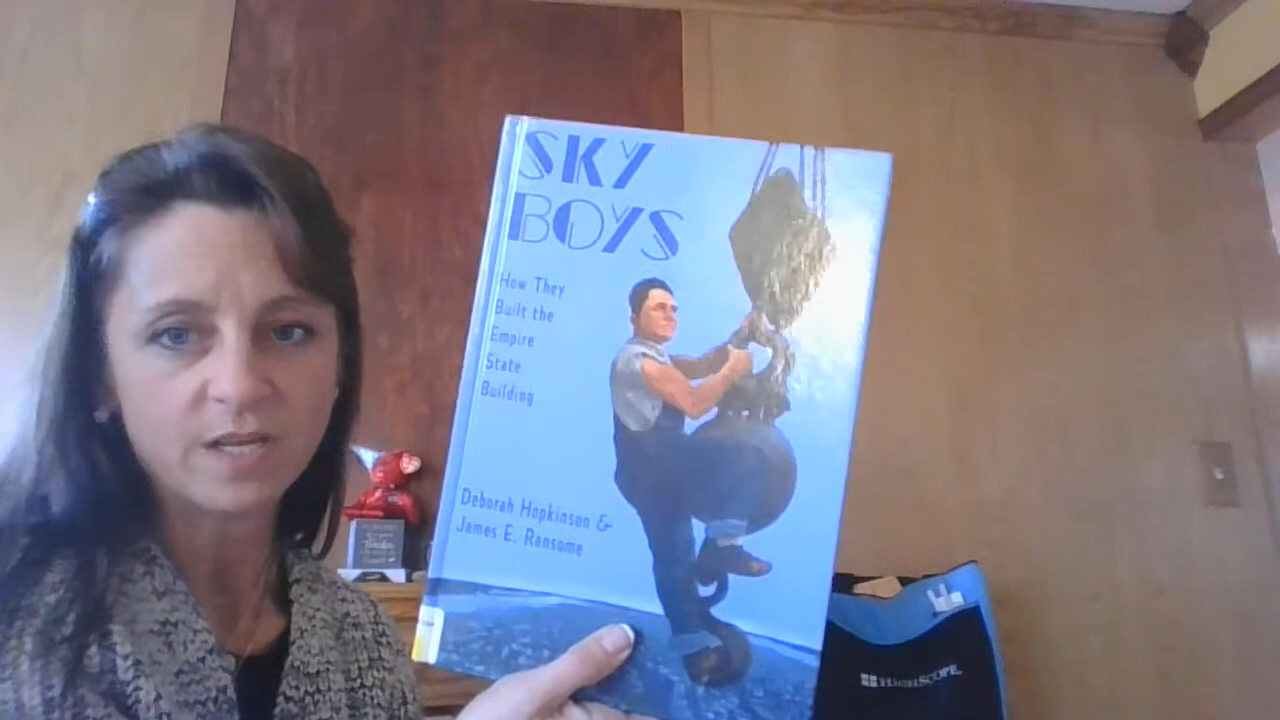 SKY
BOYS
How They
Built the
Empire
State
Building
Deborah Hopkinson &
James E. Ransome
HIGHSCOPE